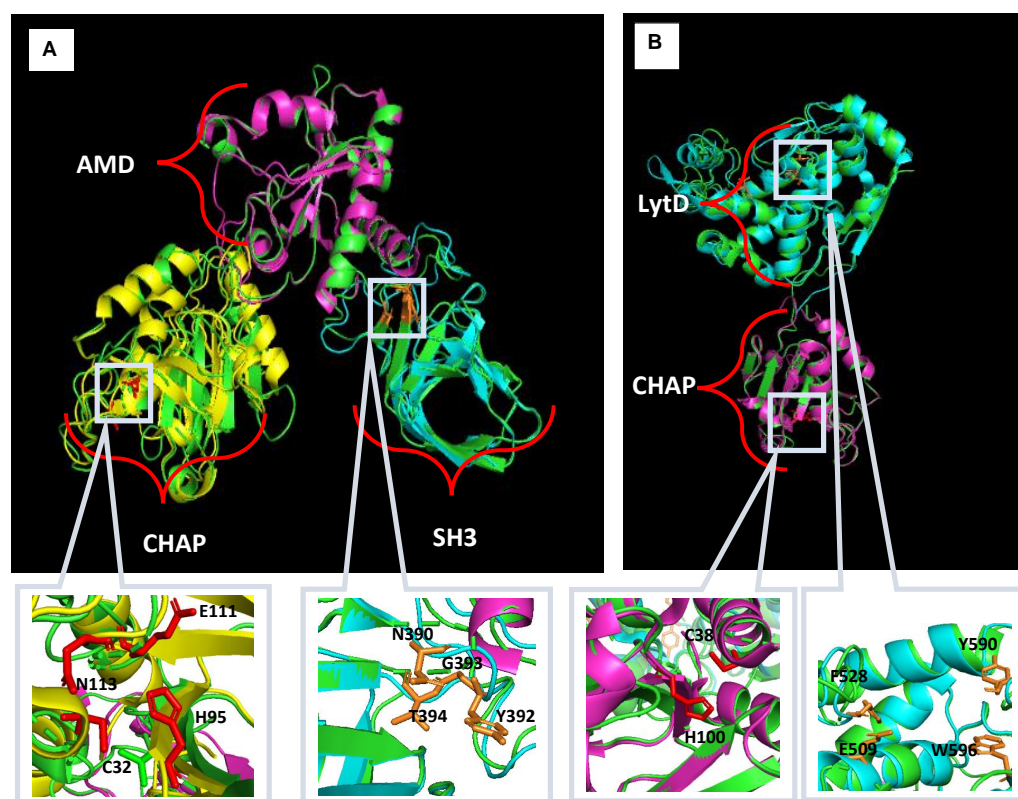 A
AMD
CHAP
SH3
B
LytD
CHAP
E111
N113
H95
C32
N390
G393
T394
Y392
C38
H100
Y590
F528
E509
W596